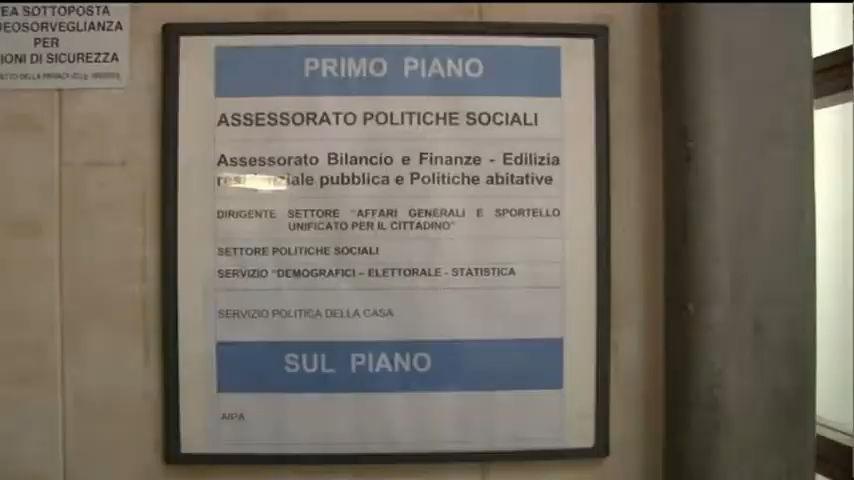 EA SOTTOPOSTA
DEOSORVEGLIANZA
PER
IONI DI SICUREZZA
PRIMO PIANO
ASSESSORATO POLITICHE SOCIALI
Assessorato Bilancio e Finanze - Edilizia
residenziale pubblica e Politiche abitative
DIRIGENTE SETTORE "AFFARI GENERALI E SPORTELLO
UNIFICATO PER IL CITTADINO"
SETTORE POLITICHE SOCIALI
SERVIZIO "DEMOGRAFICI – ELETTORALE - STATISTICA
SERVIZIO POLITICA DELLA CASA
SUL PIANO
AIPA